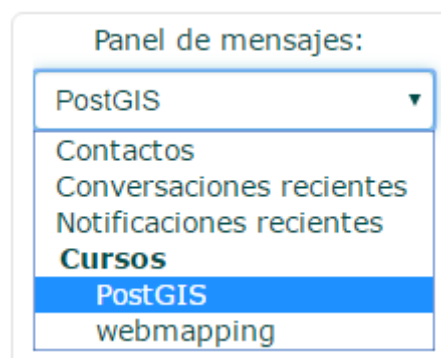 Panel de mensajes:
PostGIS
Contactos
Conversaciones recientes
Notificaciones recientes
Cursos
PostGIS
webmapping